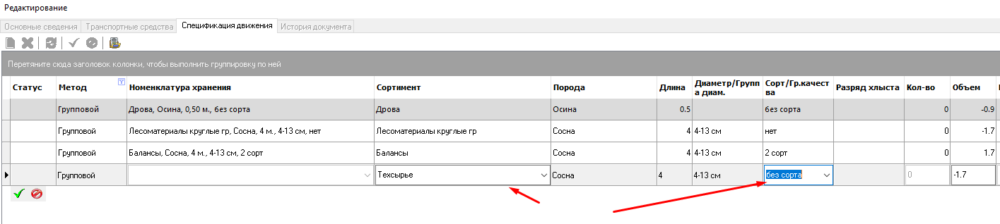 Редактирование
Основные сведения Транспортные средства Спецификация движения История документа
Перетяните сюда заголовок колонки, чтобы выполнить группировку по ней
Статус Метод Номенклатура хранения Сортимент Порода Длина Диаметр/Групп Сорт/Гр.качест Разряд хлыста Кол-во Объем
а диам. ва
Групповой Дрова, Осина, 0,50 м., без сорта Дрова Осина 0.5 без сорта 0 -0.9
Групповой Лесоматериалы круглые гр, Сосна, 4 м., 4-13 см, нет Лесоматериалы круглые гр Сосна 4 4-13 см нет 0 -1.7
Групповой Балансы, Сосна, 4 м., 4-13 см, 2 сорт Балансы Сосна 4 4-13 см 2 сорт 0 1.7
Групповой Техсырье Сосна 4 4-13 см без сорта 0 -1.7